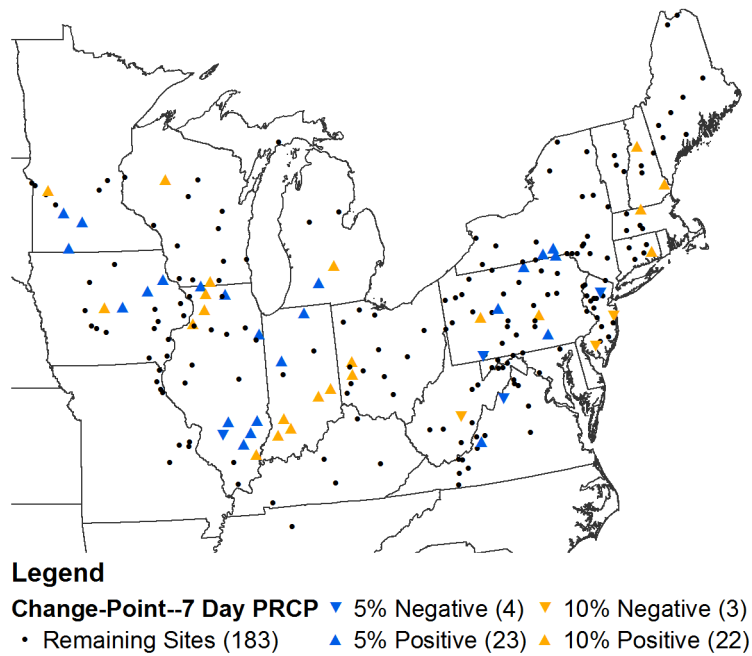 Legend
Change-Point--7 Day PRCP 5% Negative (4) 10% Negative (3)
Remaining Sites (183) 5% Positive (23) 10% Positive (22)